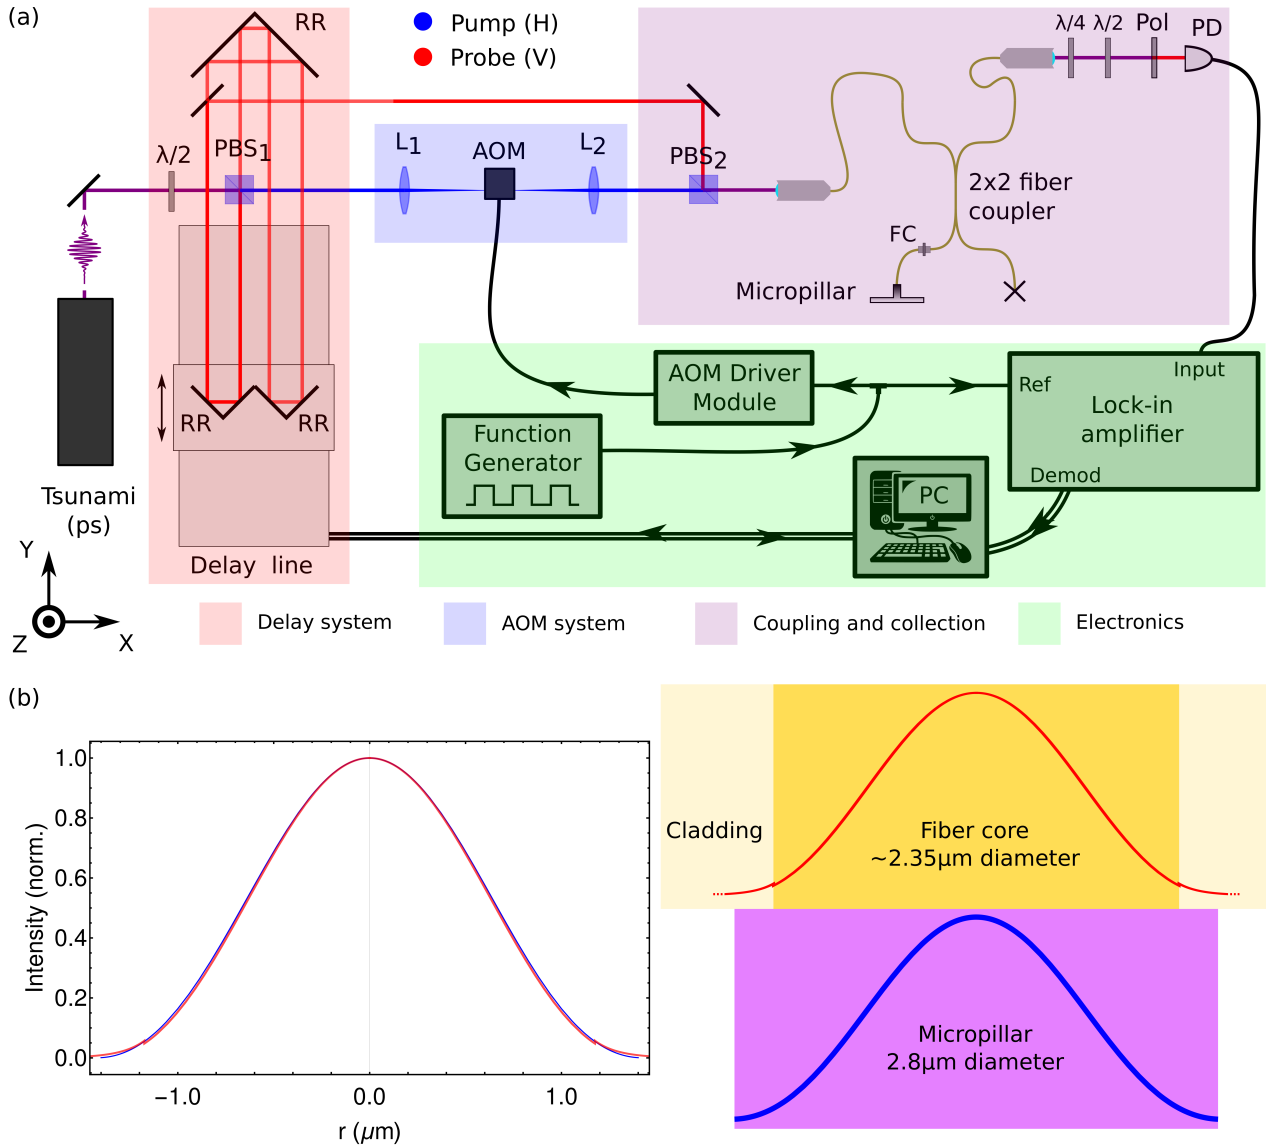 (a)
RR
Pump (H)
Probe (V)
λ/4 λ/2 Pol PD
λ/2
PBS1
L1
AOM
L2
PBS2
2x2 fiber
coupler
FC
Micropillar
RR
RR
AOM Driver
Module
Ref
Input
Lock-in
amplifier
Demod
Function
Generator
PC
Tsunami
(ps)
Delay line
Y
Z
X
Delay system
AOM system
Coupling and collection
Electronics
(b)
Intensity (norm.)
1.0
0.8
0.6
0.4
0.2
0.0
−1.0
0.0
1.0
r (μm)
Cladding
Fiber core
~2.35μm diameter
Micropillar
2.8μm diameter